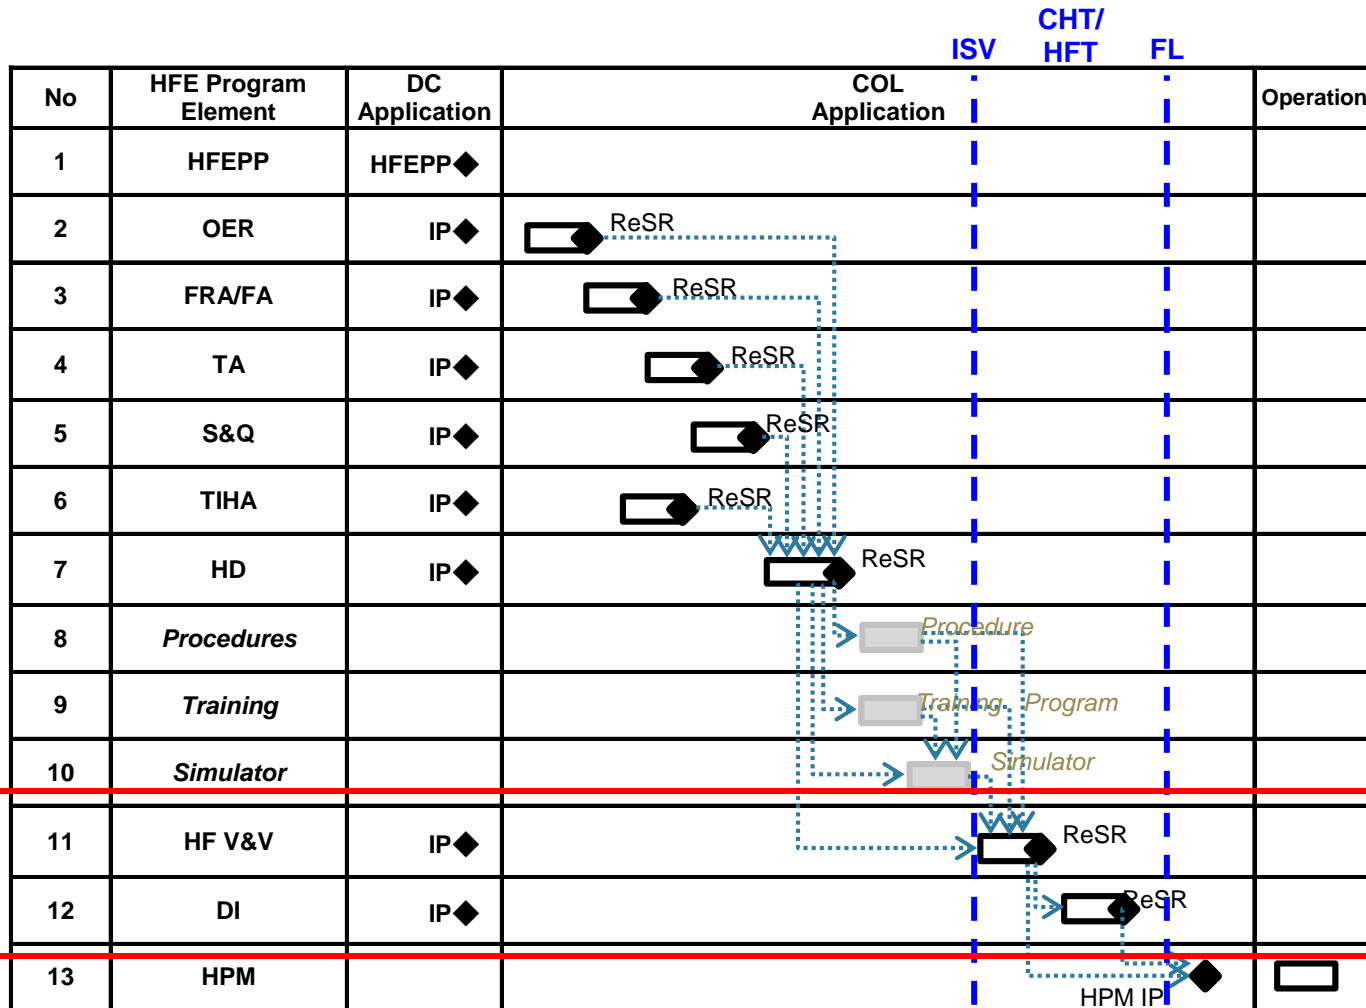 CHT/
ISV HFT FL
No HFE Program Element DC Application COL Application Operation
1 HFEPP HFEPP◆
2 OER IP◆ ReSR
3 FRA/FA IP◆ ReSR
4 TA IP◆ ReSR
5 S&Q IP◆ ReSR
6 TIHA IP◆ ReSR
7 HD IP◆ ReSR
8 Procedures Procedure
9 Training Training Program
10 Simulator Simulator
11 HF V&V IP◆ ReSR
12 DI IP◆ ReSR
13 HPM
HPM IP